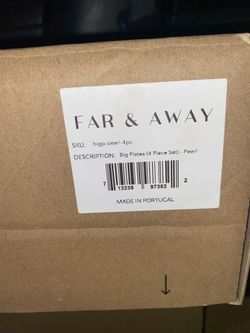 FAR & AWAY
SKU: bigp-pearl-4pc
DESCRIPTION: Big Plates (4 Piece Set) - Pearl
7 13239 97382 2
MADE IN PORTUGAL